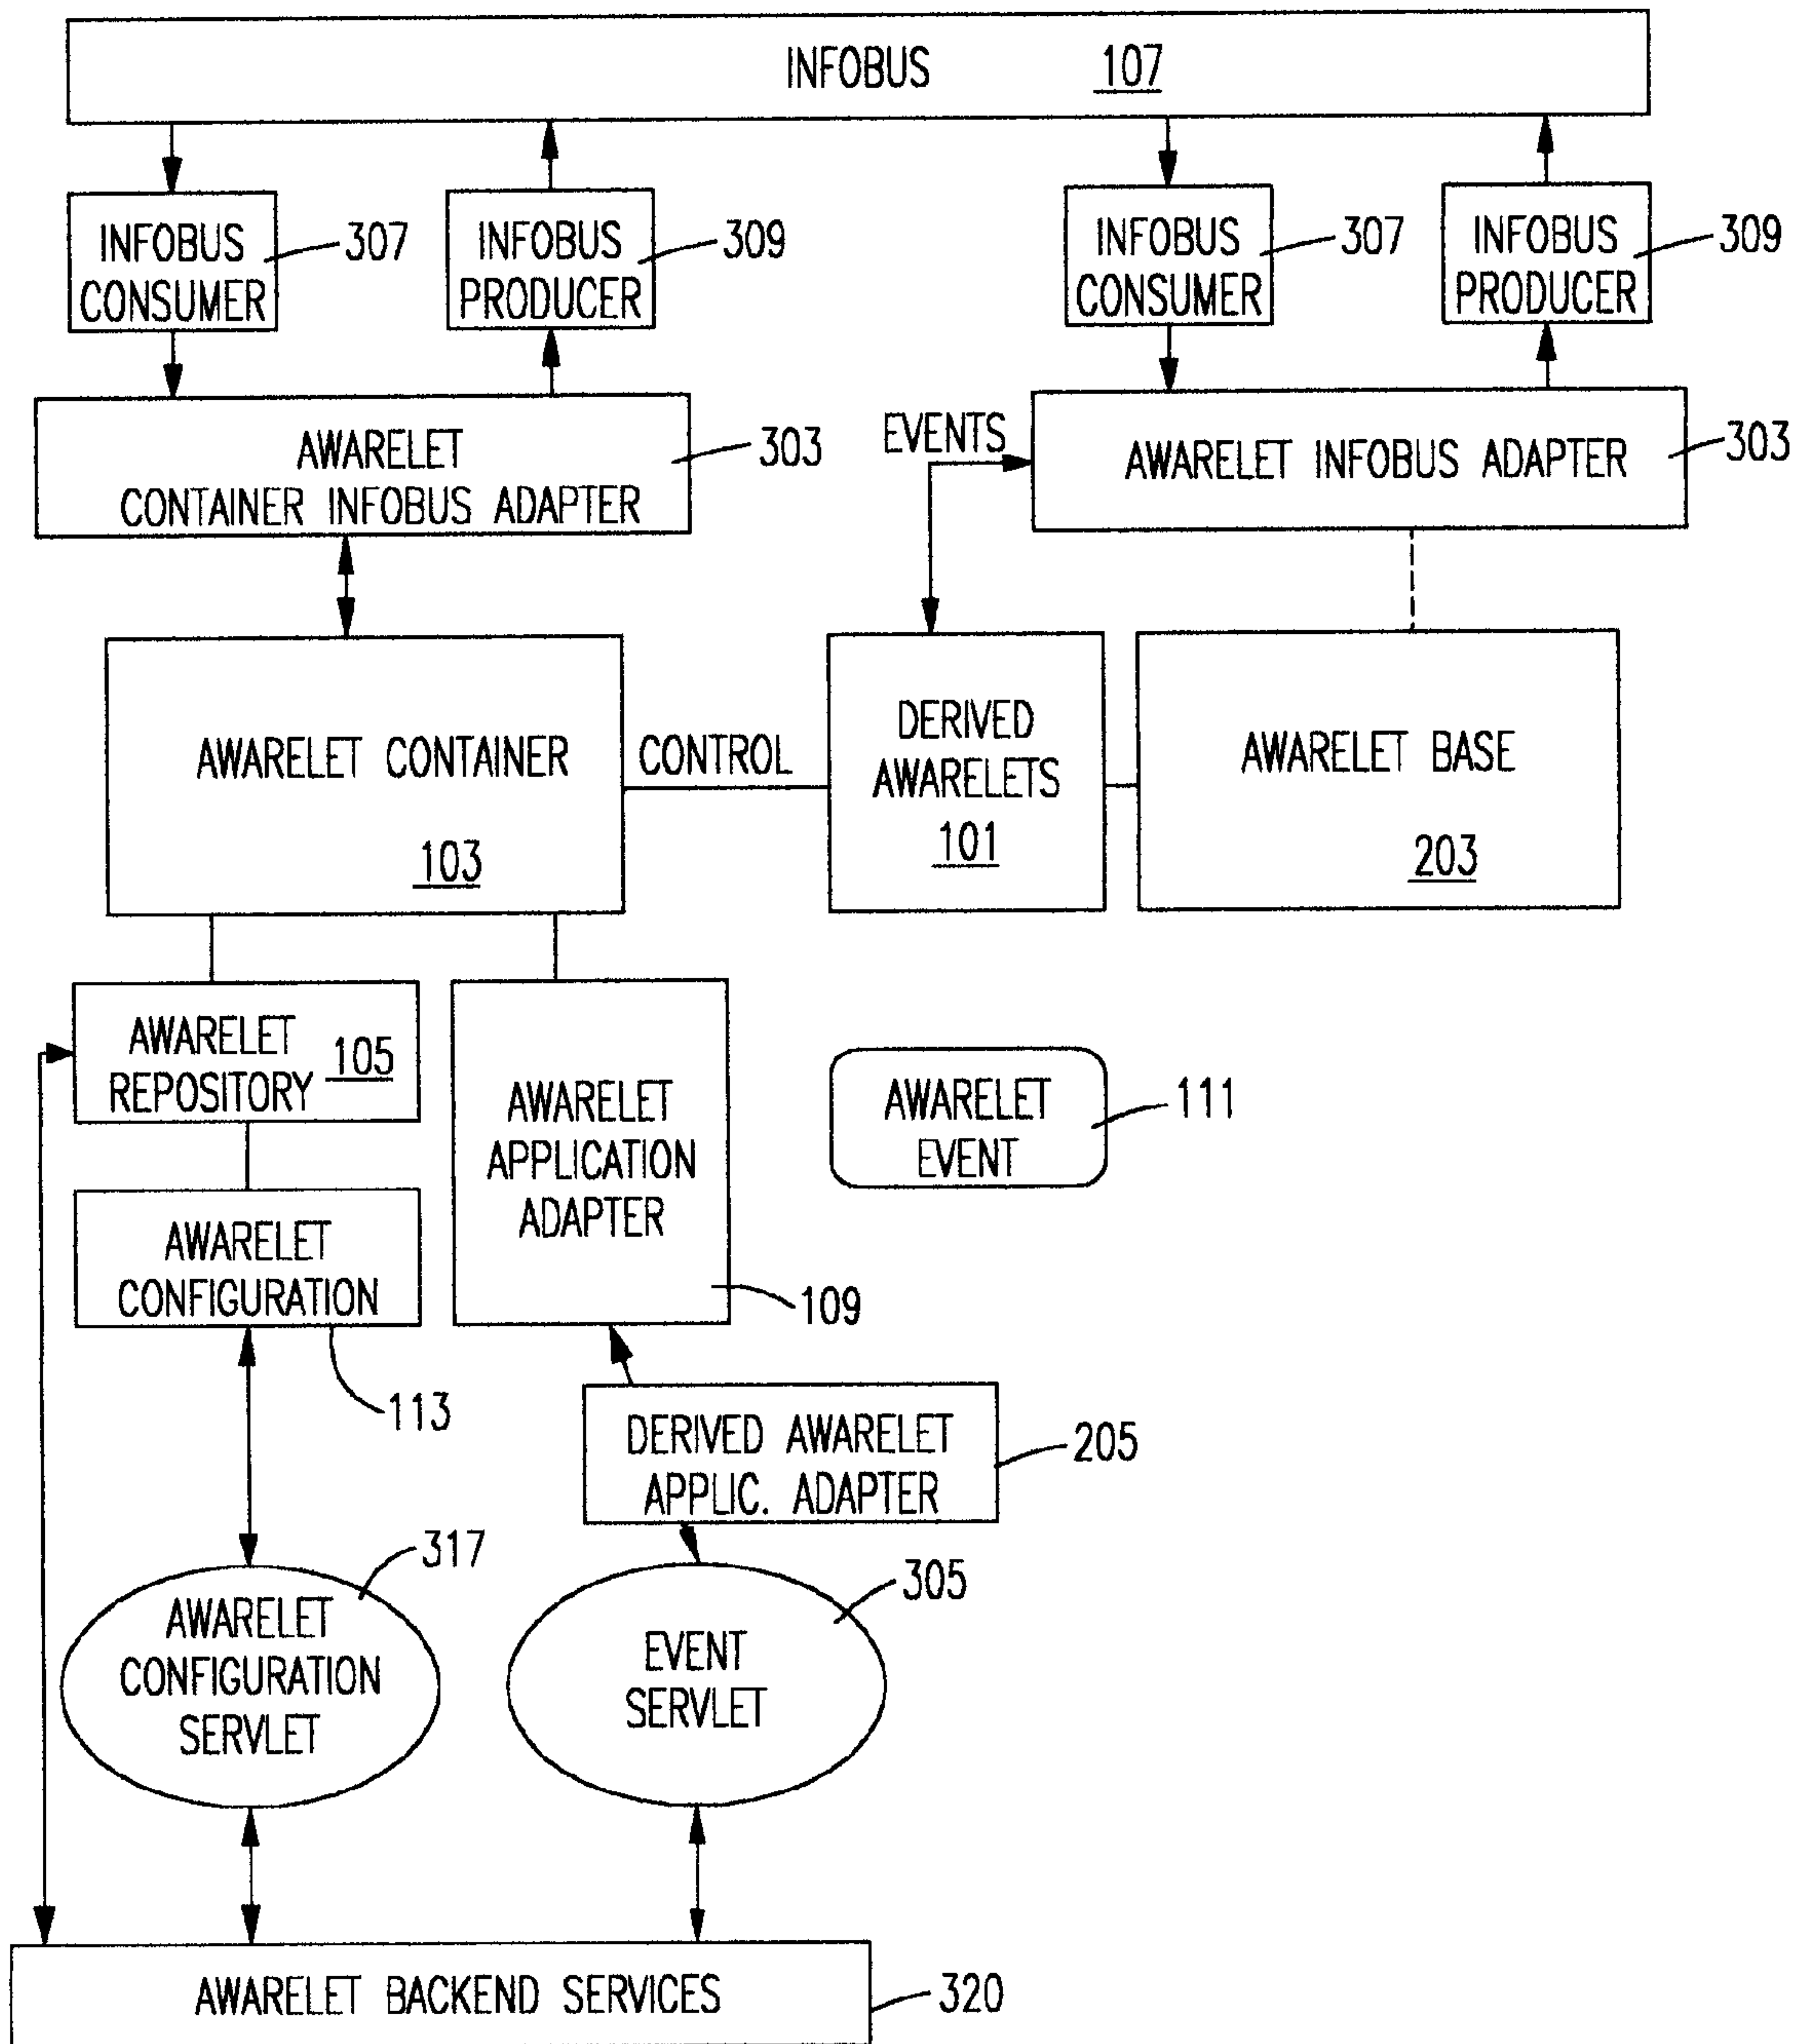 INFOBUS 107
INFOBUS
CONSUMER
307
INFOBUS
PRODUCER
309
INFOBUS
CONSUMER
307
INFOBUS
PRODUCER
309
AWARELET
CONTAINER INFOBUS ADAPTER
303
EVENTS
AWARELET INFOBUS ADAPTER
303
AWARELET CONTAINER
103
CONTROL
DERIVED
AWARELETS
101
AWARELET BASE
203
AWARELET
REPOSITORY
105
AWARELET
APPLICATION
ADAPTER
109
AWARELET
EVENT
111
AWARELET
CONFIGURATION
113
DERIVED AWARELET
APPLIC. ADAPTER
205
317
AWARELET
CONFIGURATION
SERVLET
305
EVENT
SERVLET
AWARELET BACKEND SERVICES
320